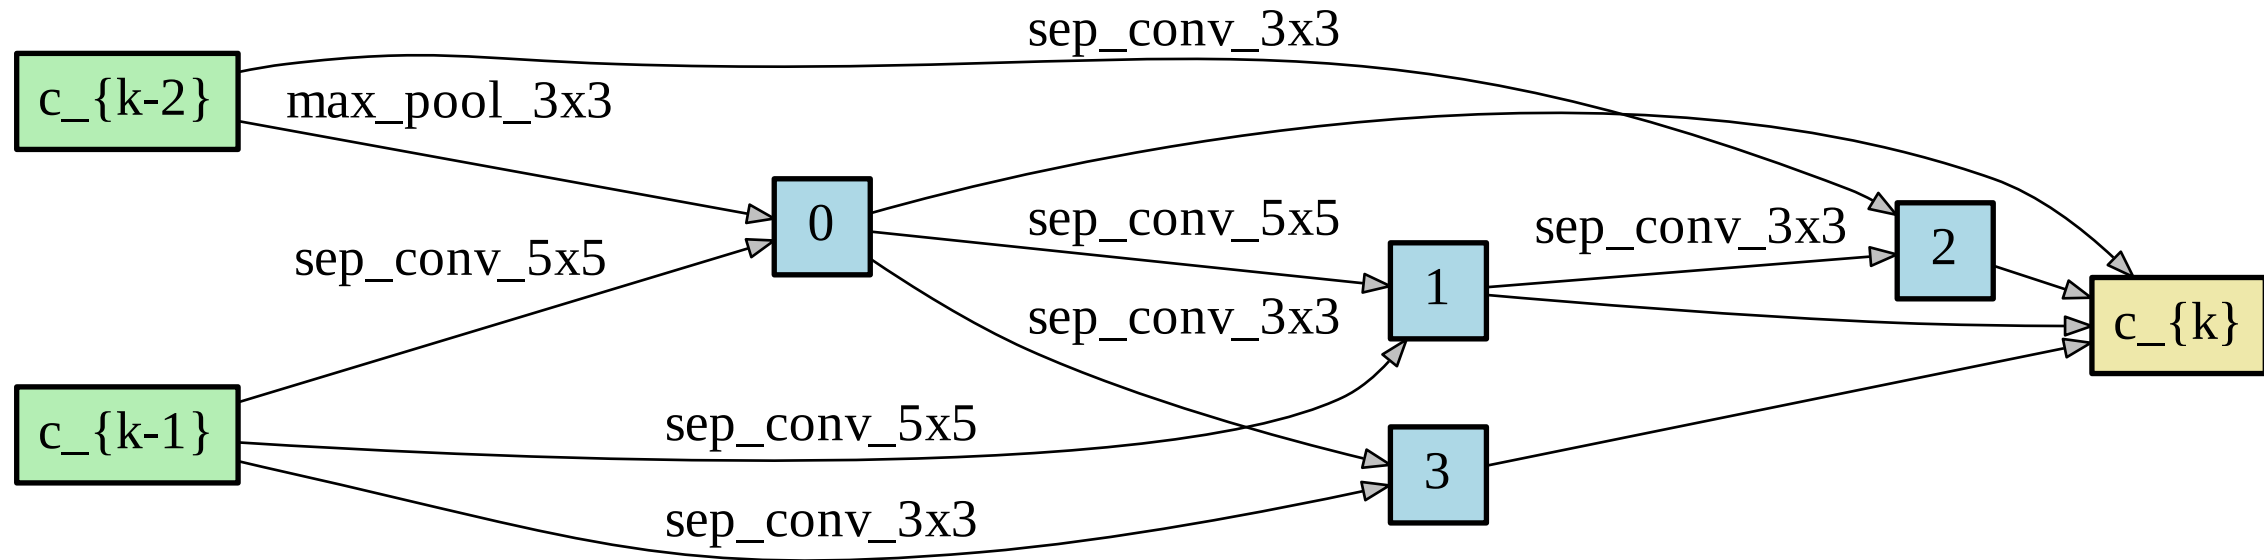 sep_conv_3x3
c_{k-2}
max_pool_3x3
0
sep_conv_5x5
sep_conv_3x3
2
sep_conv_5x5
1
c_{k}
sep_conv_3x3
c_{k-1}
sep_conv_5x5
3
sep_conv_3x3